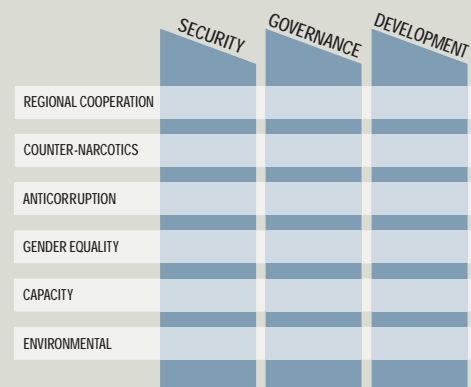 SECURITY
GOVERNANCE
DEVELOPMENT
REGIONAL COOPERATION
COUNTER-NARCOTICS
ANTICORRUPTION
GENDER EQUALITY
CAPACITY
ENVIRONMENTAL